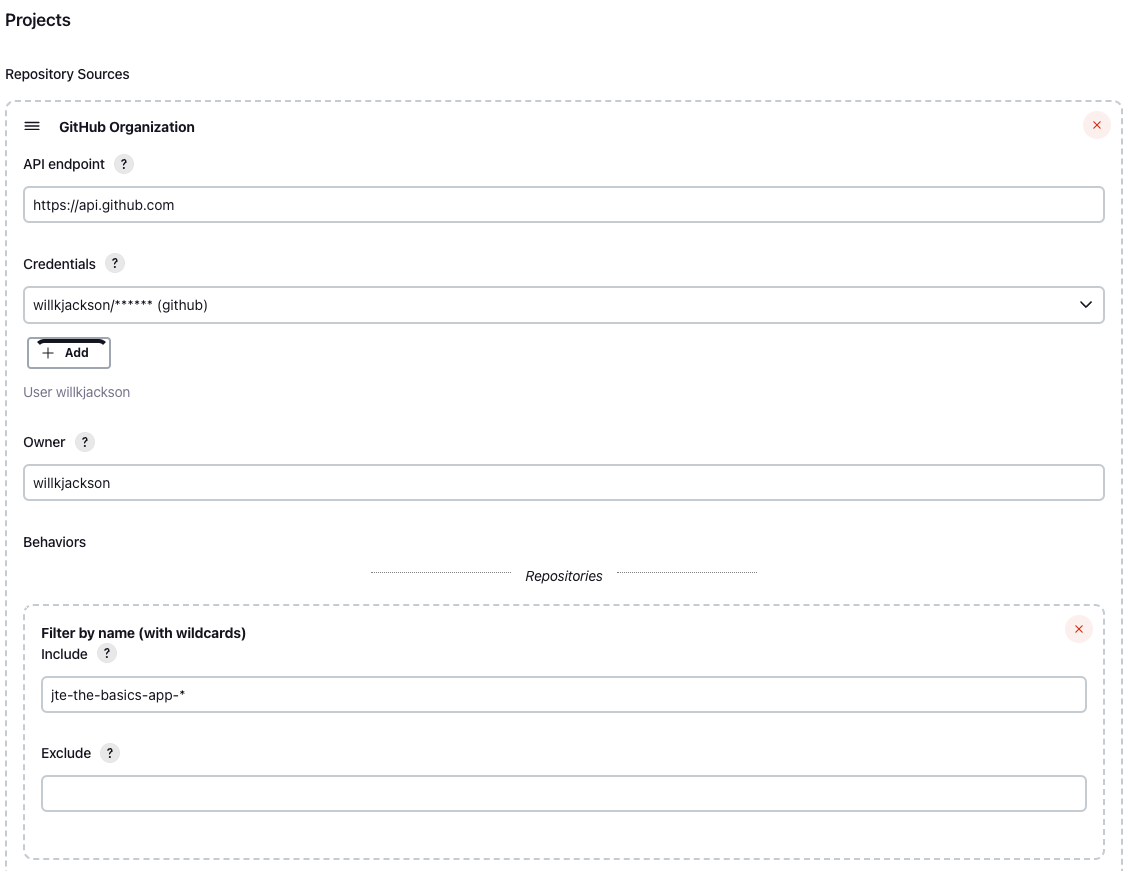 Projects
Repository Sources
GitHub Organization
API endpoint ?
https://api.github.com
Credentials ?
willkjackson/****** (github)
+ Add
User willkjackson
Owner ?
willkjackson
Behaviors
Repositories
Filter by name (with wildcards)
Include ?
jte-the-basics-app-*
Exclude ?